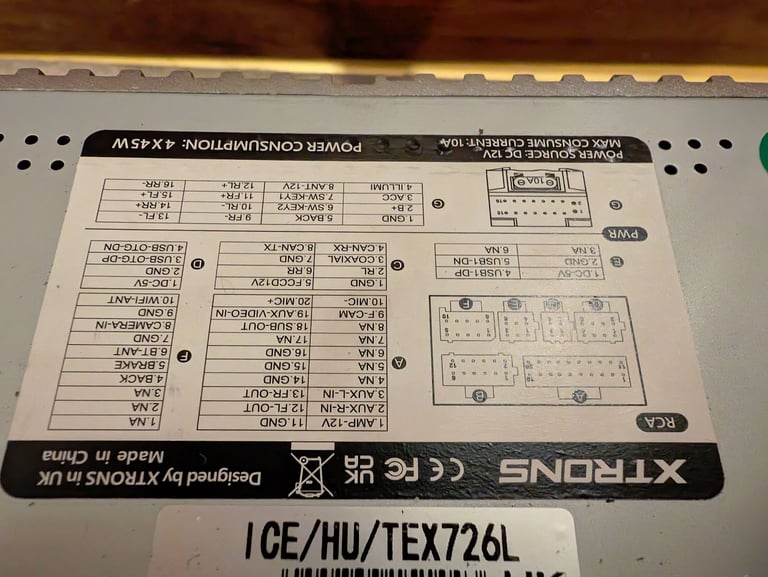 XTRONS CE FC UK CA Designed by XTRONS in UK
Made in China
RCA
A B
A
1.AMP-12V 11.GND
2.AUX-R-IN 12.FL-OUT
3.AUX-L-IN 13.FR-OUT
4.NA 14.GND
5.NA 15.GND
6.NA 16.GND
7.NA 17.NA
8.NA 18.SUB-OUT
9.F-CAM 19.AUX-VIDEO-IN
10.MIC- 20.MIC+
F
1.NA
2.NA
3.NA
4.BACK
5.BRAKE
6.BT-ANT
7.GND
8.CAMERA-IN
9.GND
10.WIFI-ANT
E
1.DC-5V 4.USB1-DP
2.GND 5.USB1-DN
3.NA 6.NA
C
1.GND 5.FCCD12V
2.RL 6.RR
3.COAXIAL 7.GND
4.CAN-RX 8.CAN-TX
D
1.DC-5V
2.GND
3.USB-OTG-DP
4.USB-OTG-DN
PWR
G
10A
G
1.GND 5.BACK 9.FR- 13.FL-
2.B+ 6.SW-KEY2 10.RL- 14.RR+
3.ACC 7.SW-KEY1 11.FR+ 15.FL+
4.ILLUMI 8.ANT-12V 12.RL+ 16.RR-
POWER SOURCE: DC 12V
MAX CONSUME CURRENT: 10A POWER CONSUMPTION: 4X45W
ICE/HU/TEX726L